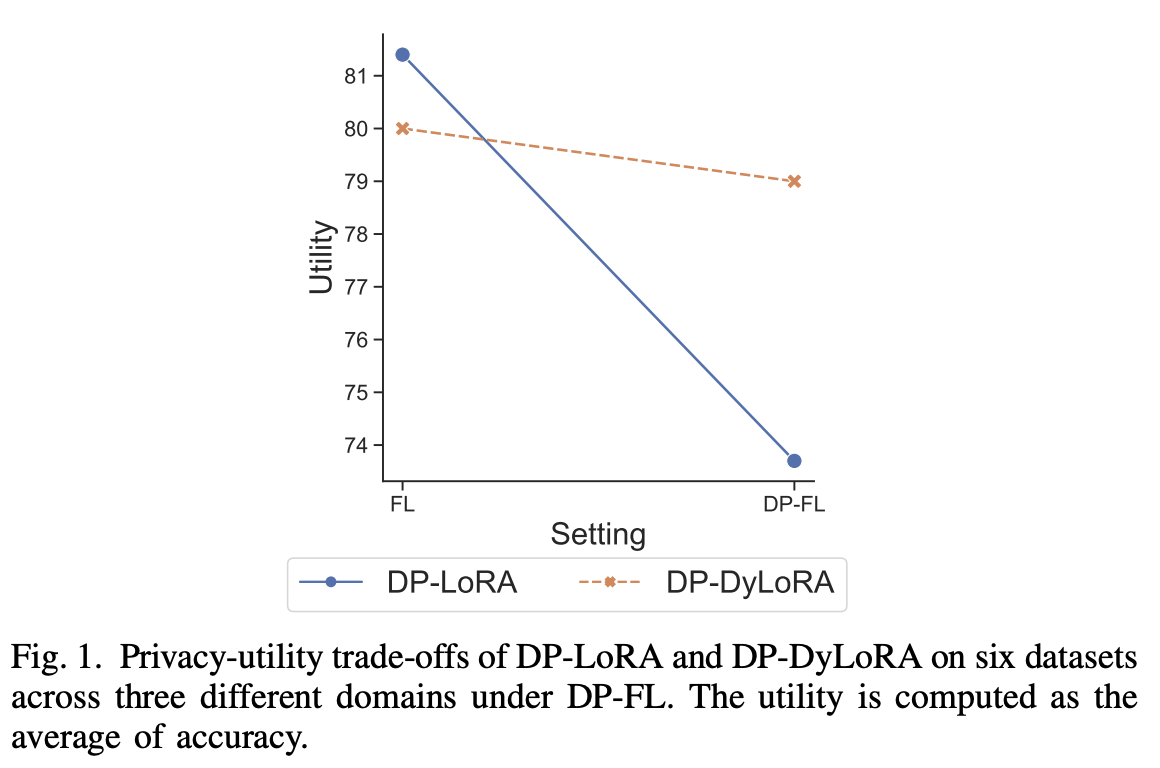 81
80
79
78
77
76
75
74
Utility
FL
DP-FL
Setting
DP-LoRA
DP-DyLoRA
Fig. 1. Privacy-utility trade-offs of DP-LoRA and DP-DyLoRA on six datasets
across three different domains under DP-FL. The utility is computed as the
average of accuracy.